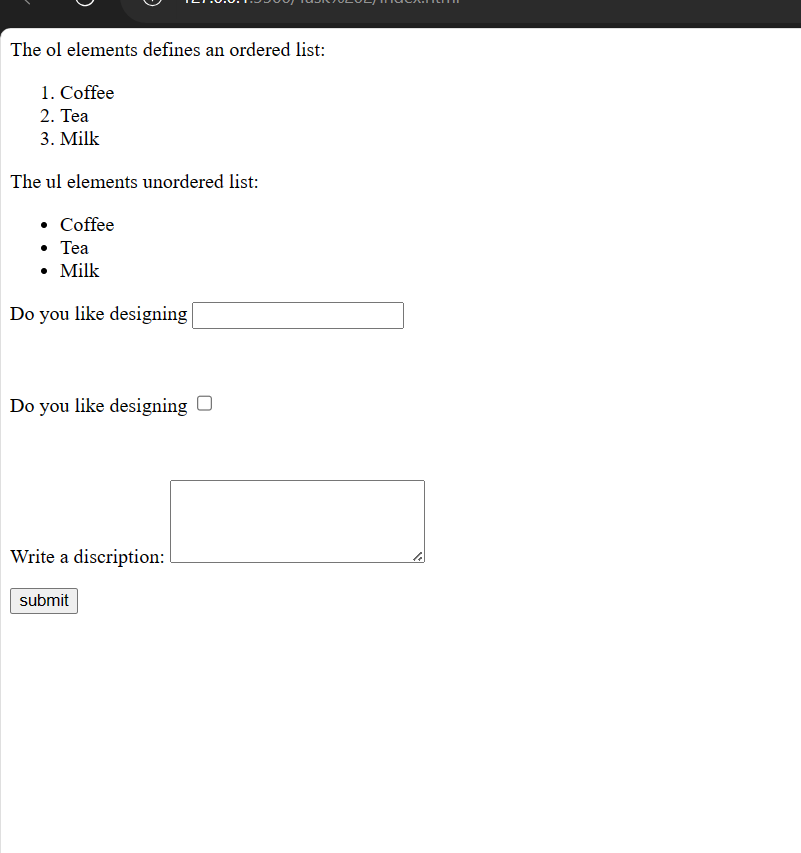 The ol elements defines an ordered list:
1. Coffee
2. Tea
3. Milk
The ul elements unordered list:
• Coffee
• Tea
• Milk
Do you like designing
Do you like designing
Write a discription:
submit